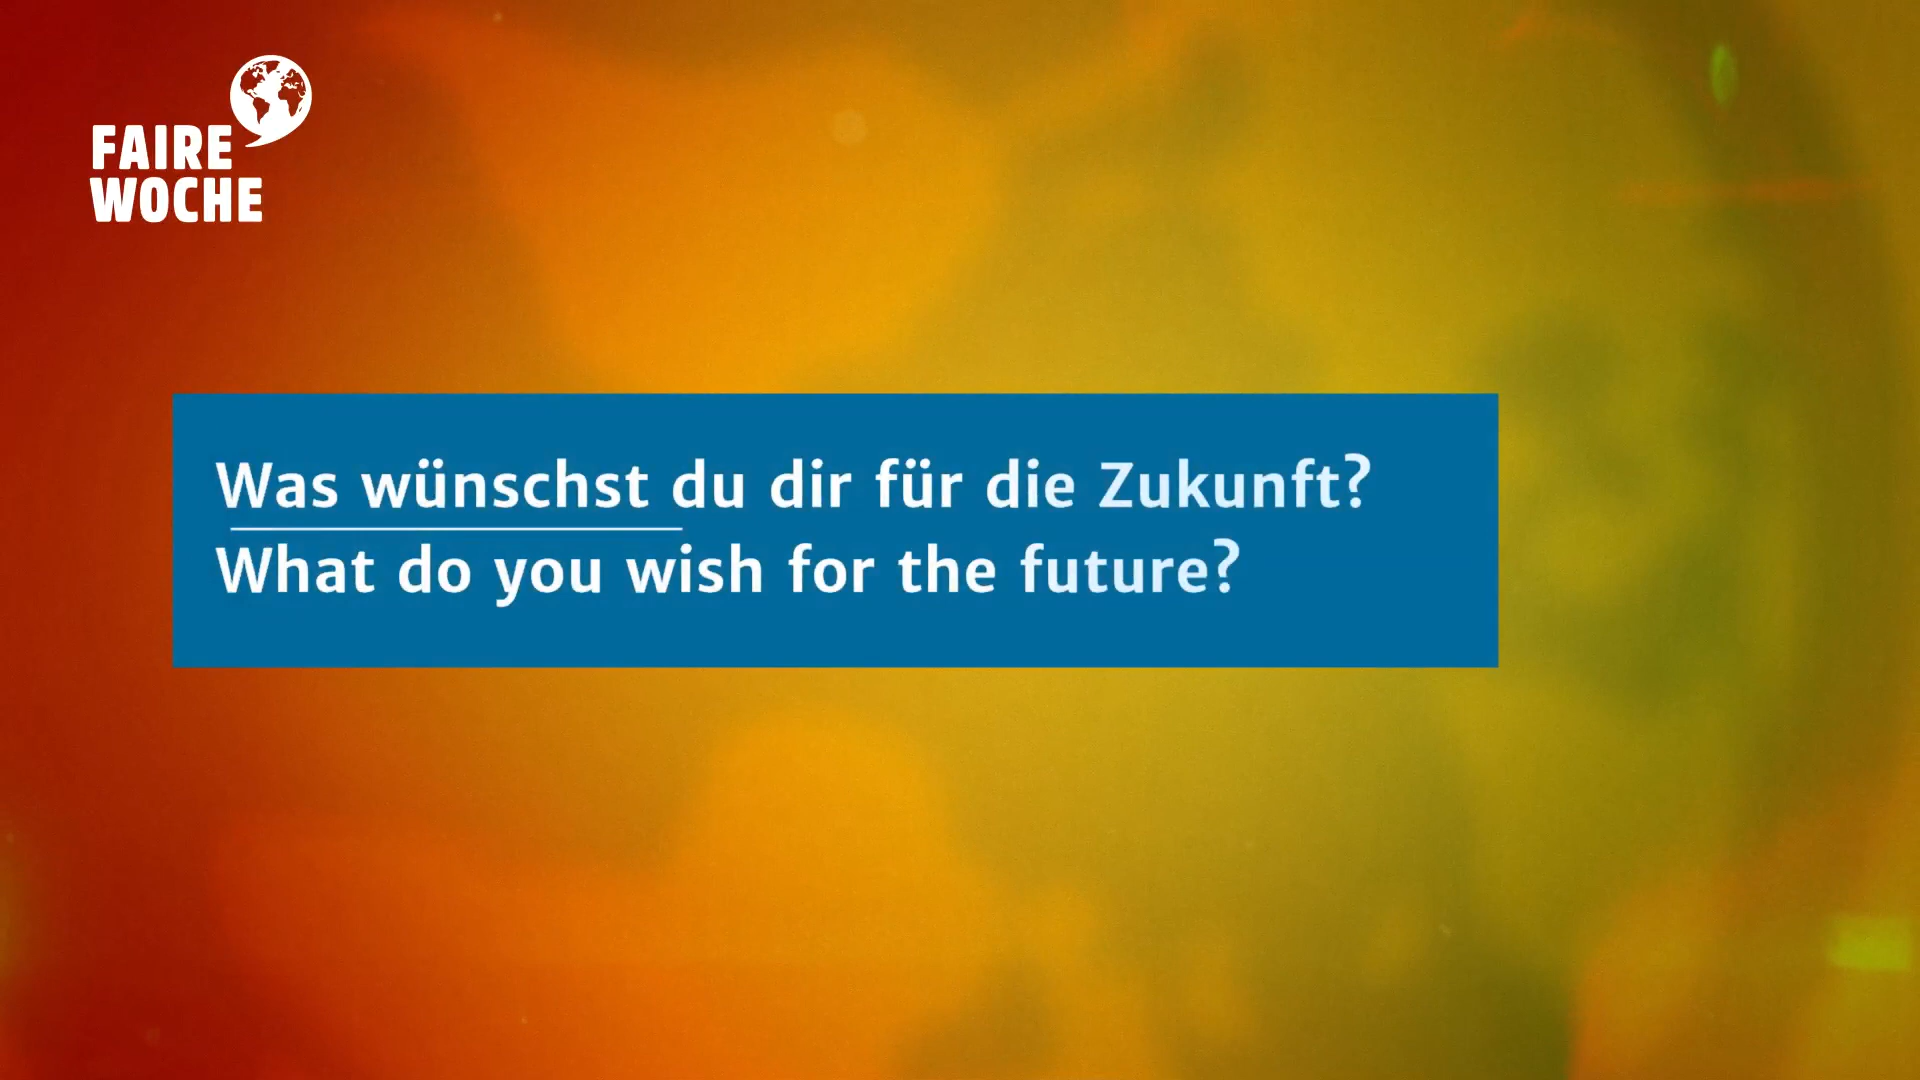 FAIRE
WOCHE
Was wünschst du dir für die Zukunft?
What do you wish for the future?